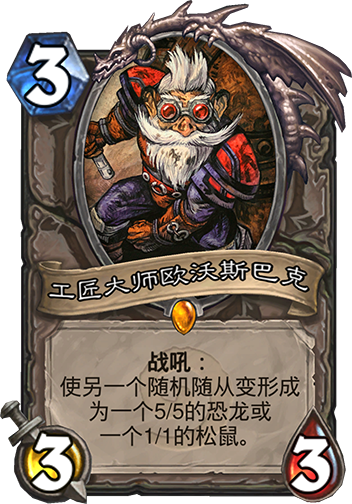 3
工匠大师欧沃斯巴克
战吼：
使另一个随机随从变形成
为一个5/5的恐龙或
一个1/1的松鼠。
3
3